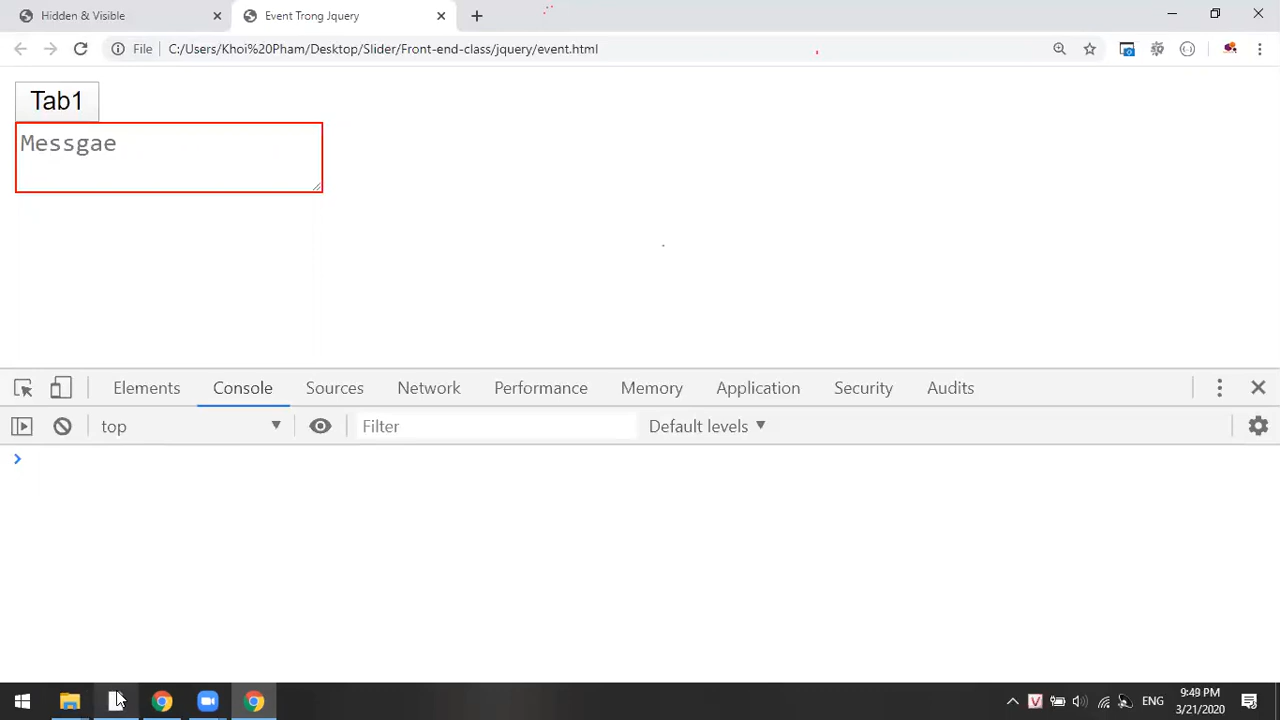 Hidden & Visible
Event Trong Jquery
File
C:/Users/Khoi%20Pham/Desktop/Slider/Front-end-class/jquery/event.html
Tab1
Messgae
Elements
Console
Sources
Network
Performance
Memory
Application
Security
Audits
top
Filter
Default levels
V
ENG
9:49 PM
3/21/2020